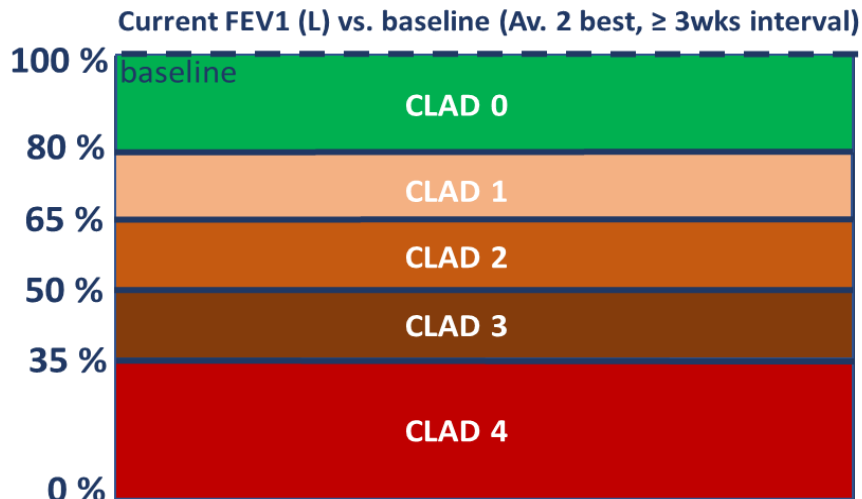 Current FEV1 (L) vs. baseline (Av. 2 best, ≥ 3wks interval)
100 %
baseline
CLAD 0
80 %
CLAD 1
65 %
CLAD 2
50 %
CLAD 3
35 %
CLAD 4
0 %